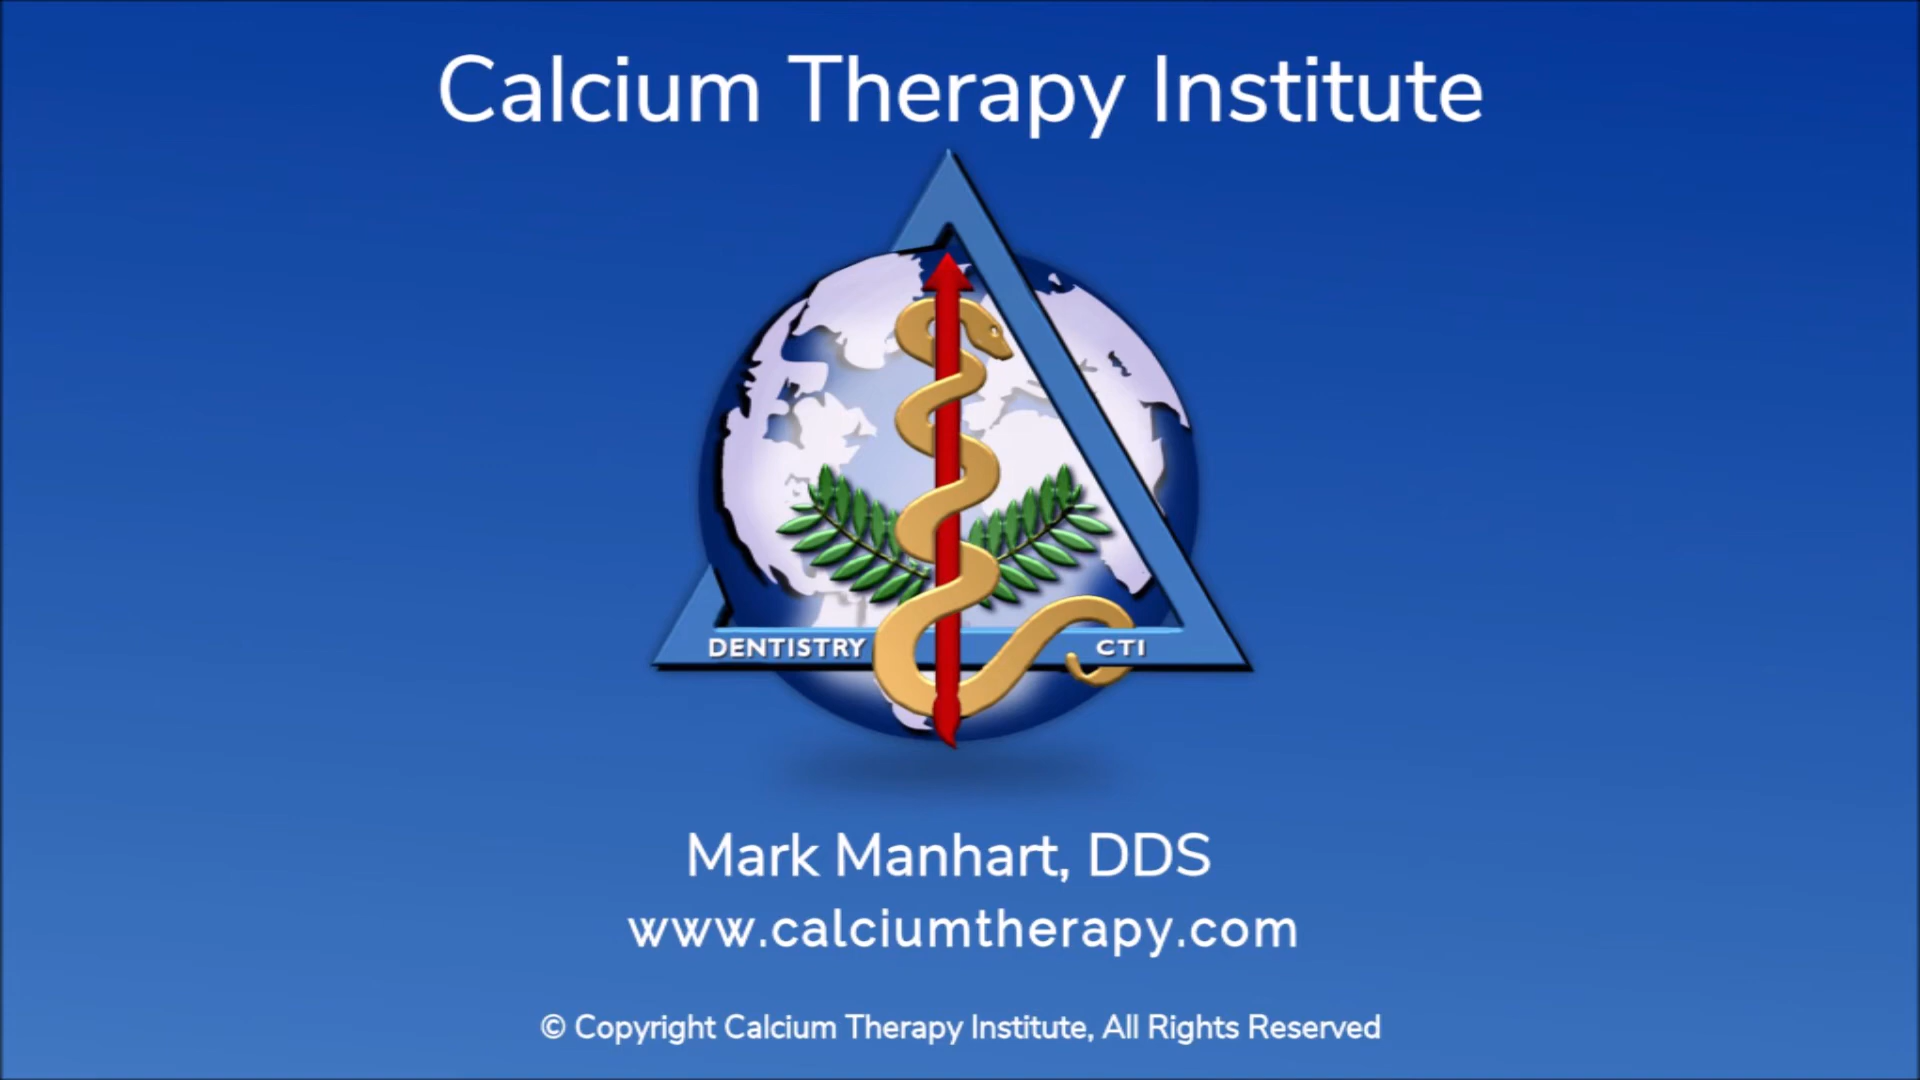 Calcium Therapy Institute
DENTISTRY CTI
Mark Manhart, DDS
www.calciumtherapy.com
© Copyright Calcium Therapy Institute, All Rights Reserved